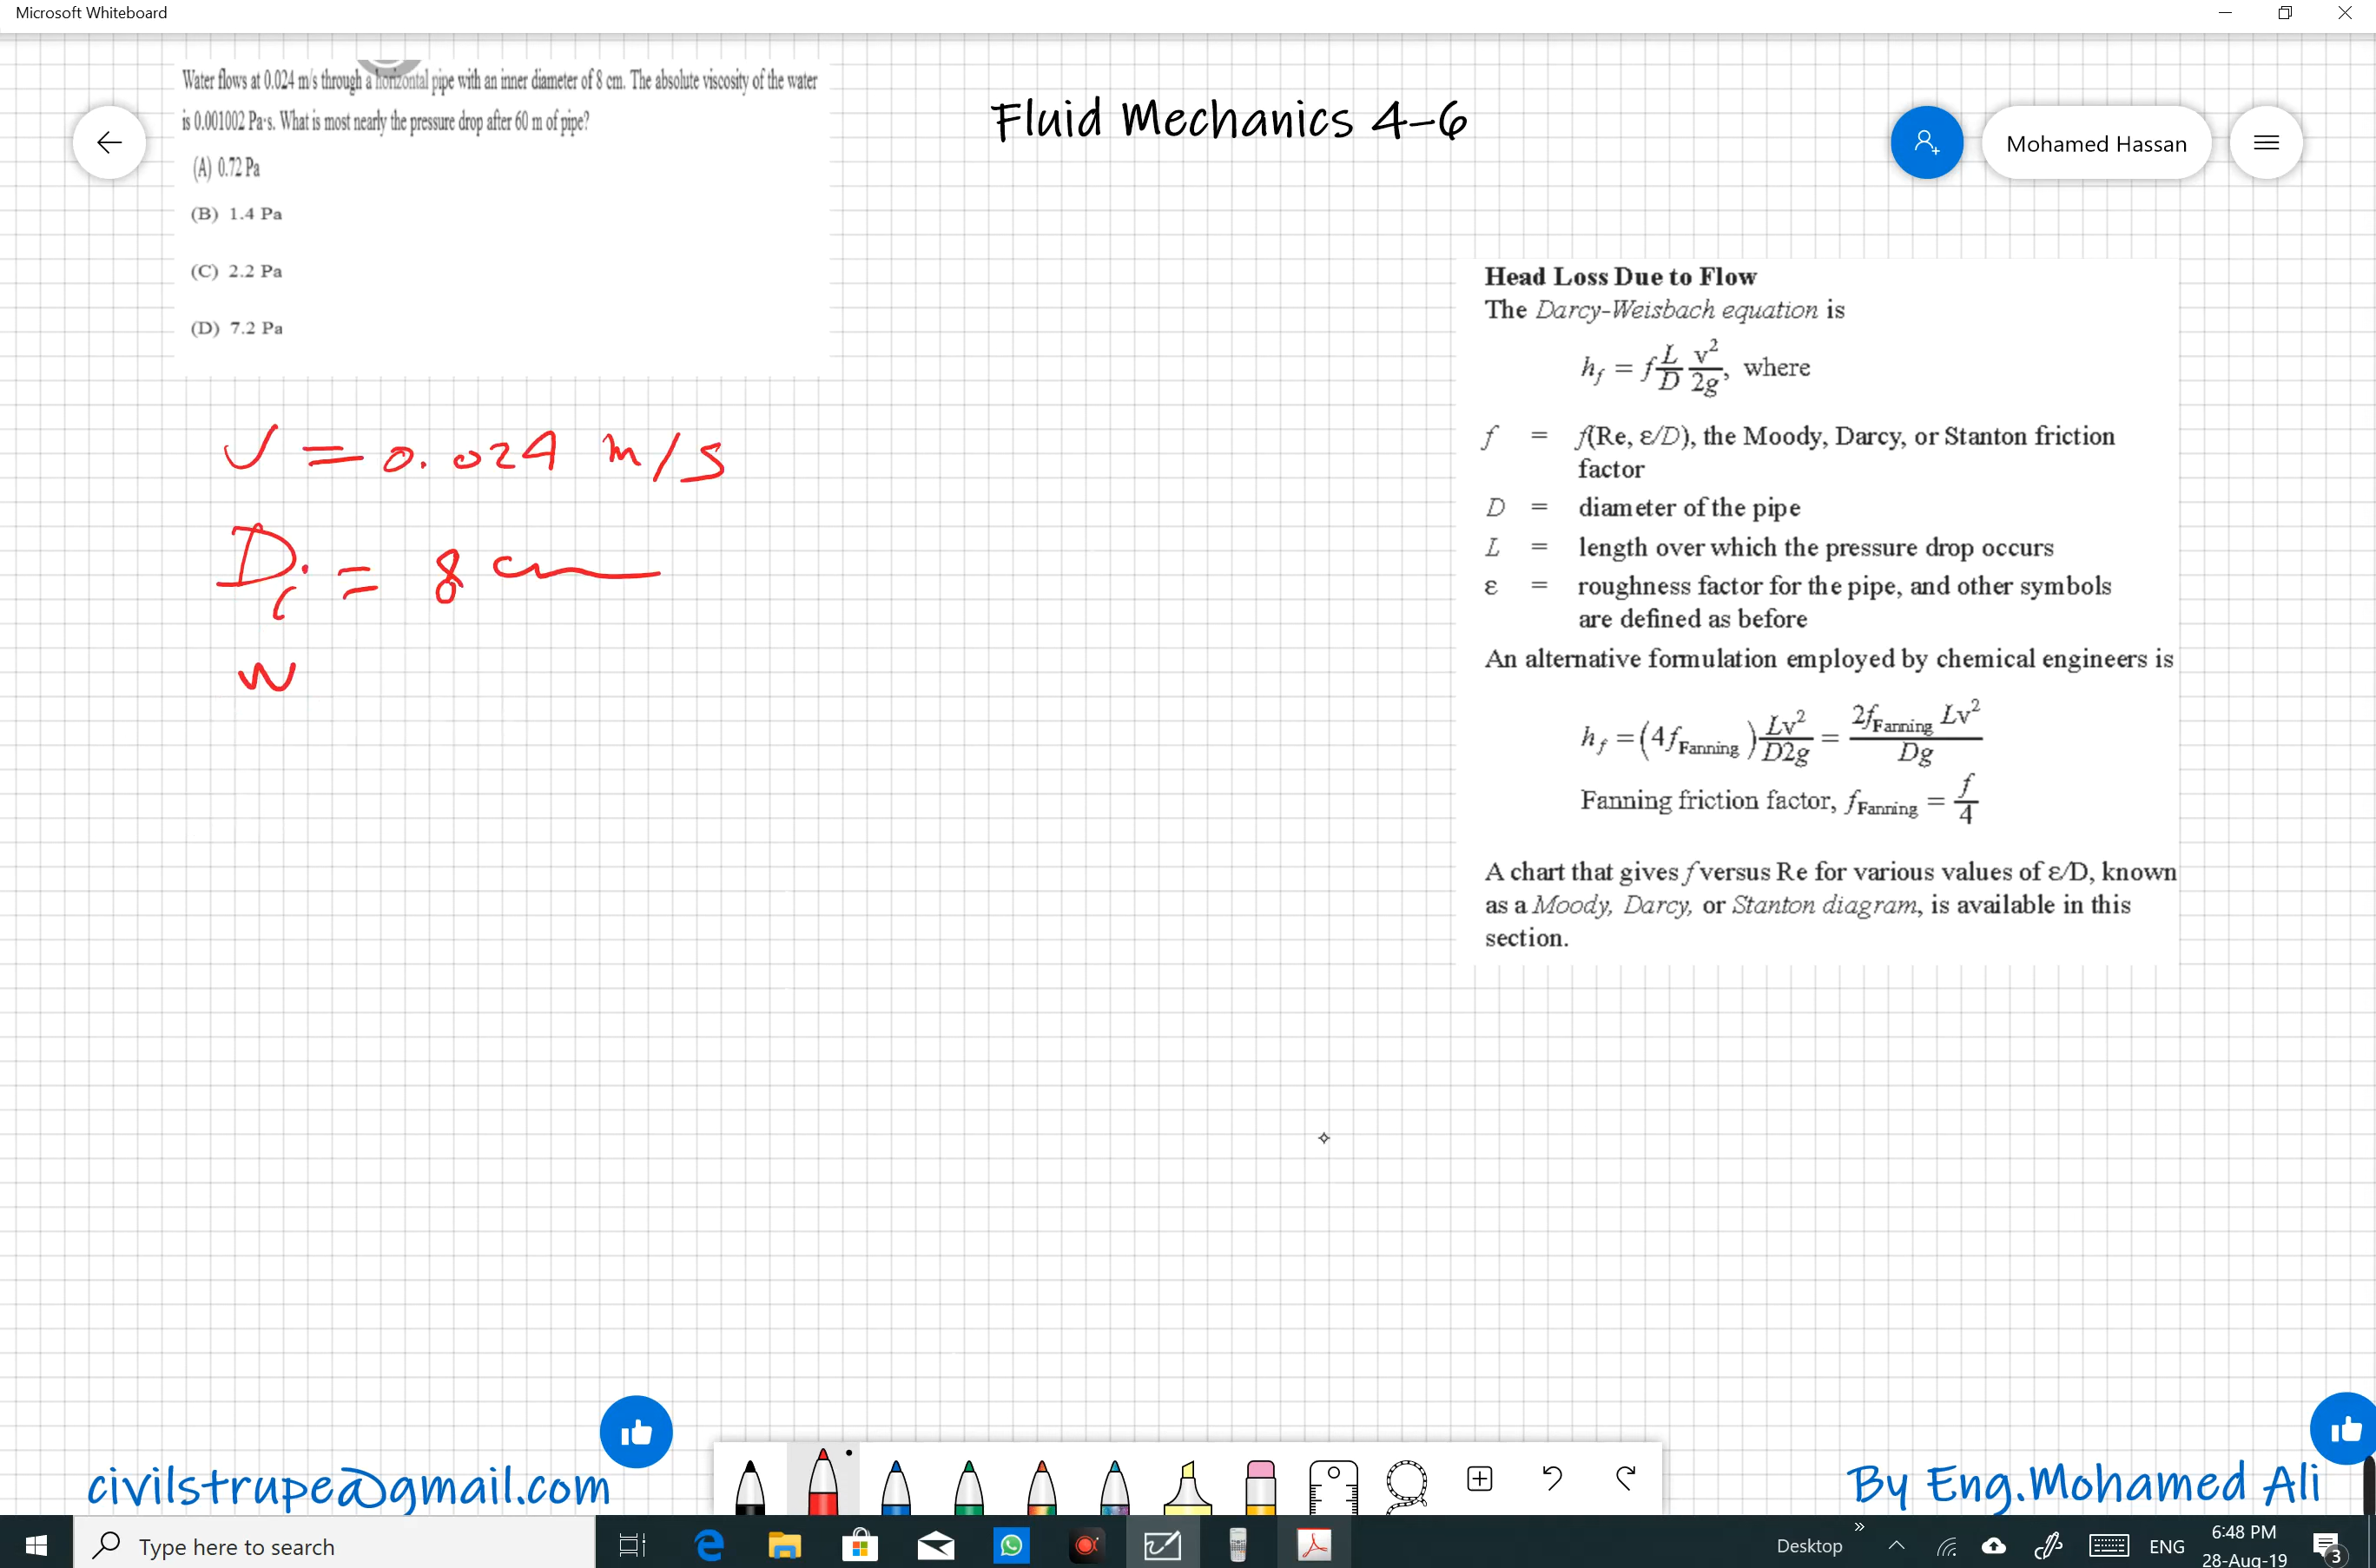 Microsoft Whiteboard
Water flows at 0.024 m/s through a horizontal pipe with an inner diameter of 8 cm. The absolute viscosity of the water
is 0.001002 Pa·s. What is most nearly the pressure drop after 60 m of pipe?
(A) 0.72 Pa
(B) 1.4 Pa
(C) 2.2 Pa
(D) 7.2 Pa
Fluid Mechanics 4-6
Mohamed Hassan
V = 0.024 m/s
Di = 8 cm
Head Loss Due to Flow
The Darcy-Weisbach equation is
h_f = f L/D v²/2g, where
f = f(Re, ε/D), the Moody, Darcy, or Stanton friction
factor
D = diameter of the pipe
L = length over which the pressure drop occurs
ε = roughness factor for the pipe, and other symbols
are defined as before
An alternative formulation employed by chemical engineers is
h_f = (4f_Fanning) Lv²/D2g = 2f_Fanning Lv²/Dg
Fanning friction factor, f_Fanning = f/4
A chart that gives f versus Re for various values of ε/D, known
as a Moody, Darcy, or Stanton diagram, is available in this
section.
civilstrupe@gmail.com
By Eng.Mohamed Ali
Type here to search
Desktop
ENG
6:48 PM
28-Aug-19
3